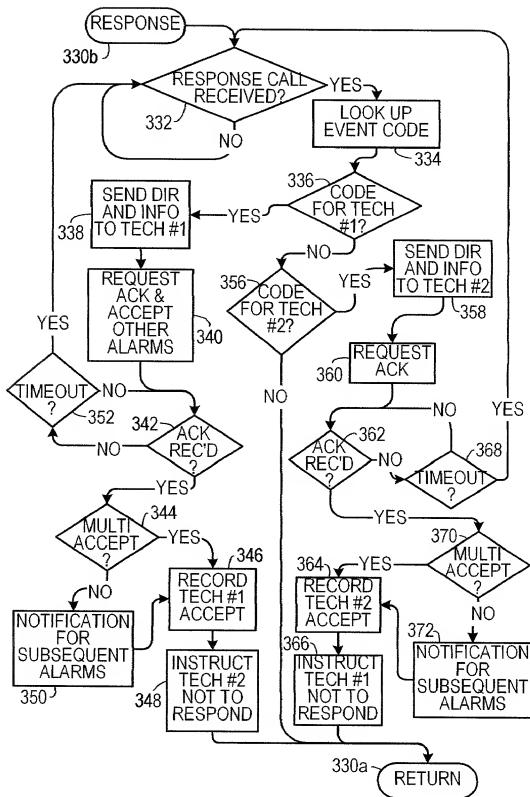 RESPONSE
330b
RESPONSE CALL
RECEIVED?
332
YES
NO
LOOK UP
EVENT CODE
334
336
CODE
FOR TECH
#1?
YES
NO
SEND DIR
AND INFO
TO TECH #1
338
REQUEST
ACK &
ACCEPT
OTHER
ALARMS
340
356
CODE
FOR TECH
#2?
YES
NO
SEND DIR
AND INFO
TO TECH #2
358
360
REQUEST
ACK
YES
TIMEOUT
?
352
NO
342
ACK
REC'D
?
NO
YES
ACK
REC'D
?
362
NO
YES
NO
TIMEOUT
?
368
YES
MULTI
ACCEPT
?
344
YES
NO
346
RECORD
TECH #1
ACCEPT
NOTIFICATION
FOR
SUBSEQUENT
ALARMS
350
348
INSTRUCT
TECH #2
NOT TO
RESPOND
370
MULTI
ACCEPT
?
YES
NO
364
RECORD
TECH #2
ACCEPT
366
INSTRUCT
TECH #1
NOT TO
RESPOND
372
NOTIFICATION
FOR
SUBSEQUENT
ALARMS
330a
RETURN